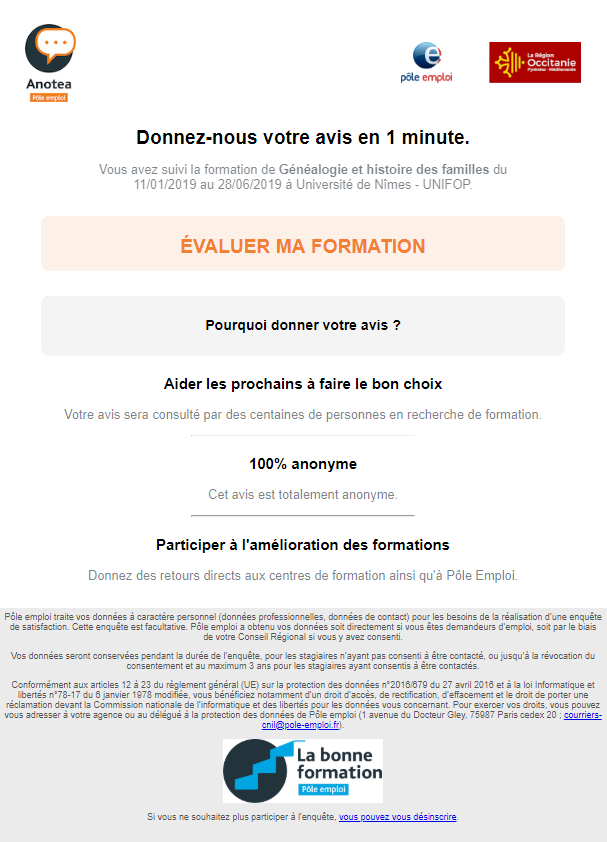 Anotea
Pôle emploi
pôle emploi
La Région
Occitanie
Pyrénées - Méditerranée
Donnez-nous votre avis en 1 minute.
Vous avez suivi la formation de Généalogie et histoire des familles du
11/01/2019 au 28/06/2019 à Université de Nîmes - UNIFOP.
ÉVALUER MA FORMATION
Pourquoi donner votre avis ?
Aider les prochains à faire le bon choix
Votre avis sera consulté par des centaines de personnes en recherche de formation.
100% anonyme
Cet avis est totalement anonyme.
Participer à l'amélioration des formations
Donnez des retours directs aux centres de formation ainsi qu'à Pôle Emploi.
Pôle emploi traite vos données à caractère personnel (données professionnelles, données de contact) pour les besoins de la réalisation d'une enquête
de satisfaction. Cette enquête est facultative. Pôle emploi a obtenu vos données soit directement si vous êtes demandeurs d'emploi, soit par le biais
de votre Conseil Régional si vous y avez consenti.
Vos données seront conservées pendant la durée de l'enquête, pour les stagiaires n'ayant pas consenti à être contacté, ou jusqu'à la révocation du
consentement et au maximum 3 ans pour les stagiaires ayant consentis à être contactés.
Conformément aux articles 12 à 23 du règlement général (UE) sur la protection des données n°2016/679 du 27 avril 2016 et à la loi Informatique et
libertés n°78-17 du 6 janvier 1978 modifiée, vous bénéficiez notamment d'un droit d'accès, de rectification, d'effacement et le droit de porter une
réclamation devant la Commission nationale de l'informatique et des libertés pour les données vous concernant. Pour exercer vos droits, vous pouvez
vous adresser à votre agence ou au délégué à la protection des données de Pôle emploi (1 avenue du Docteur Gley, 75987 Paris cedex 20 ; courriers-
cnil@pole-emploi.fr).
La bonne
formation
Pôle emploi
Si vous ne souhaitez plus participer à l'enquête, vous pouvez vous désinscrire.